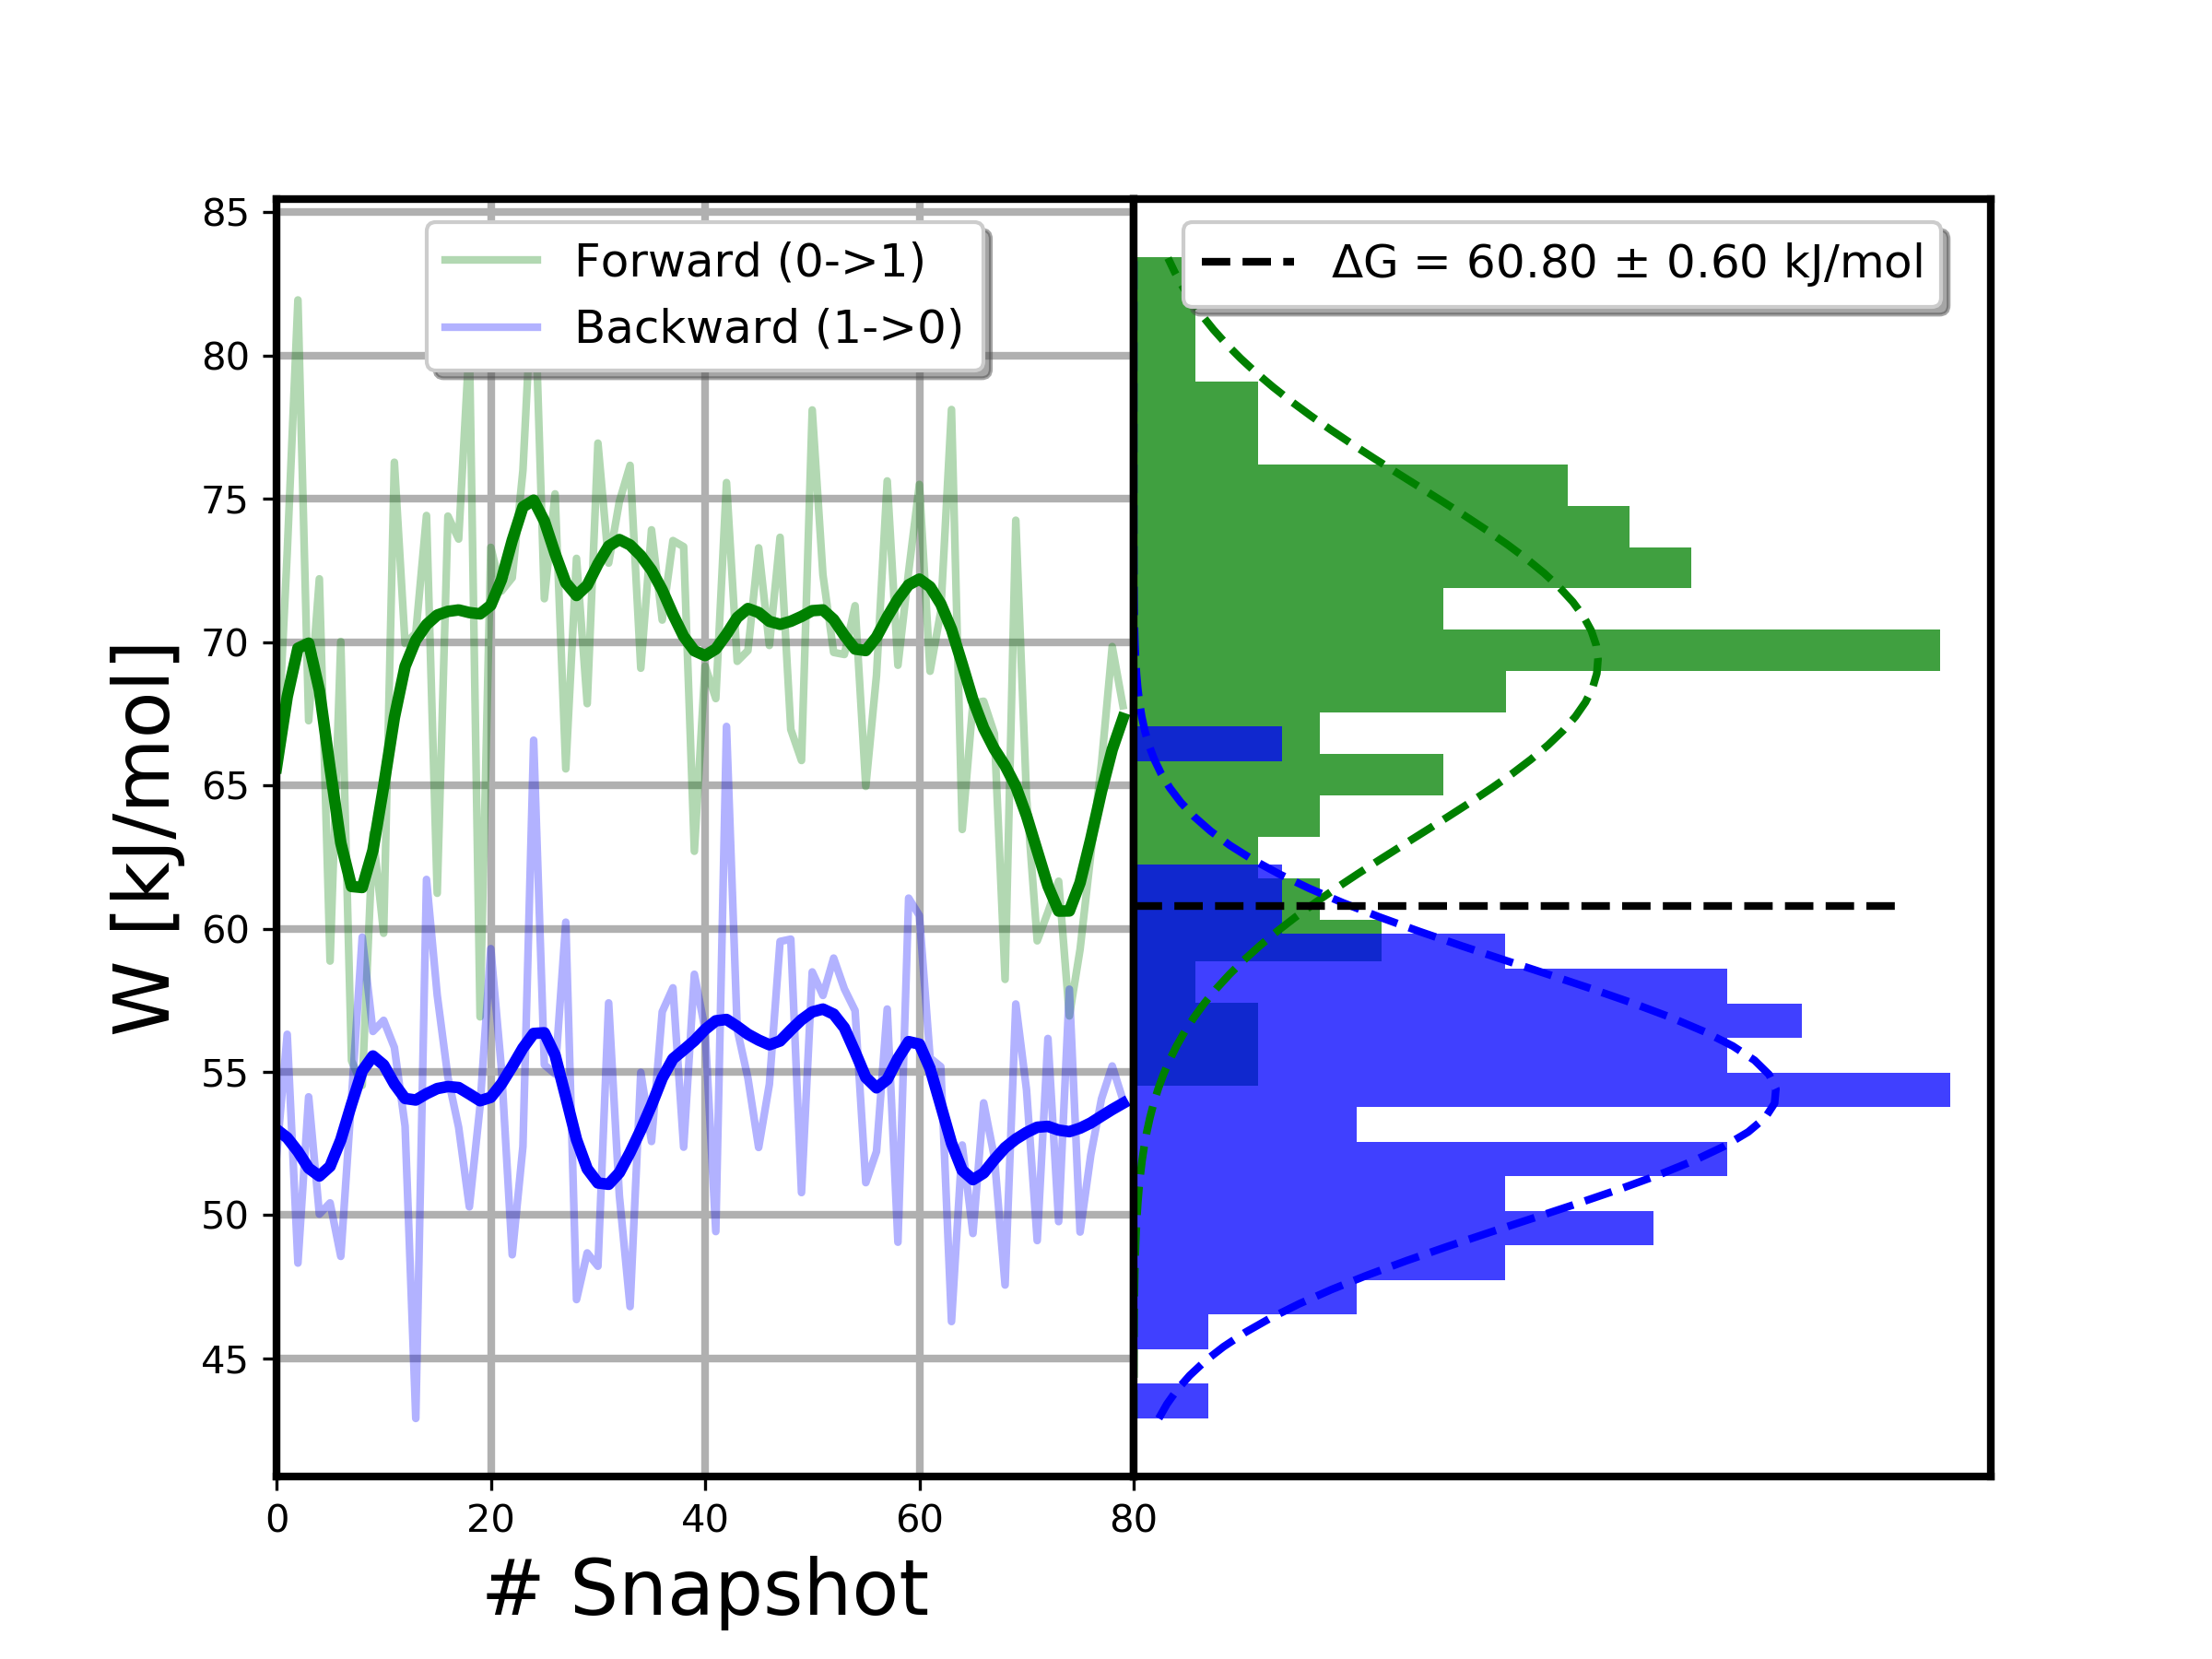 85
80
75
70
65
60
55
50
45
W [kJ/mol]
Forward (0->1)
Backward (1->0)
ΔG = 60.80 ± 0.60 kJ/mol
0 20 40 60 80
# Snapshot